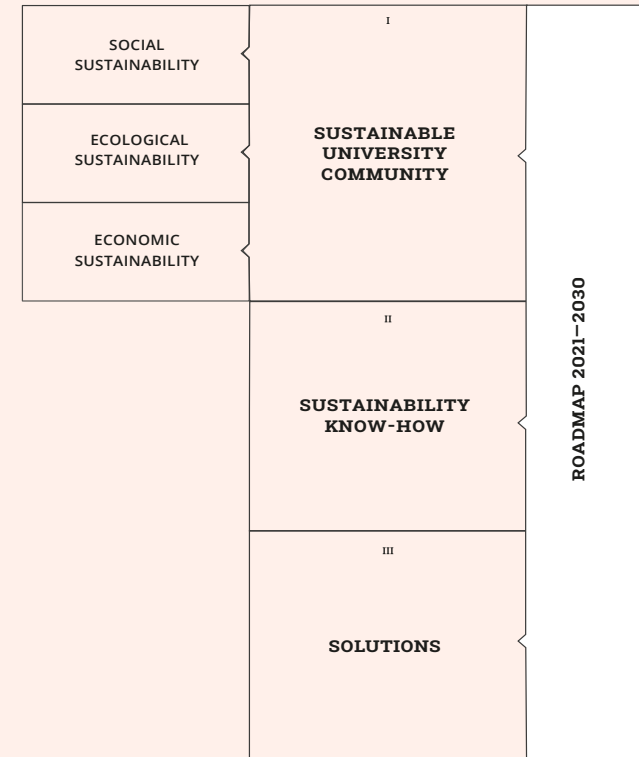 SOCIAL
SUSTAINABILITY
ECOLOGICAL
SUSTAINABILITY
ECONOMIC
SUSTAINABILITY
I
SUSTAINABLE
UNIVERSITY
COMMUNITY
II
SUSTAINABILITY
KNOW-HOW
III
SOLUTIONS
ROADMAP 2021–2030